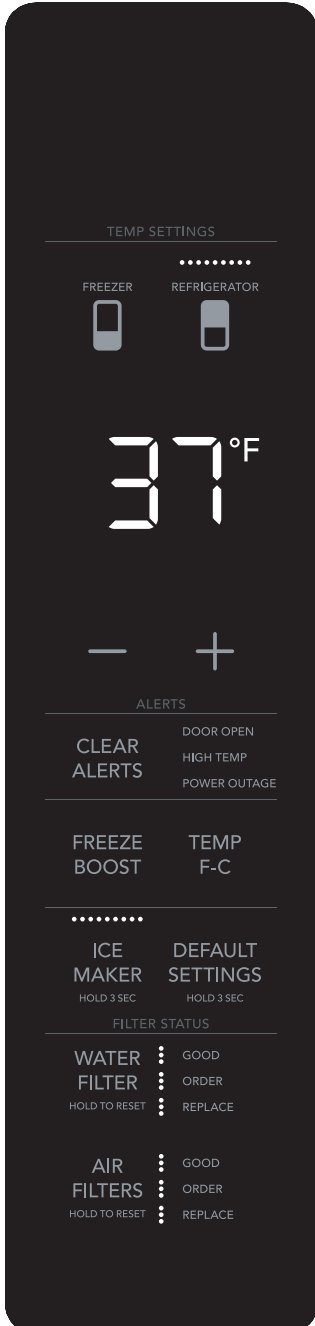 TEMP SETTINGS
FREEZER REFRIGERATOR
37°F
— +
ALERTS
CLEAR
ALERTS
DOOR OPEN
HIGH TEMP
POWER OUTAGE
FREEZE
BOOST
TEMP
F-C
ICE
MAKER
HOLD 3 SEC
DEFAULT
SETTINGS
HOLD 3 SEC
FILTER STATUS
WATER
FILTER
HOLD TO RESET
GOOD
ORDER
REPLACE
AIR
FILTERS
HOLD TO RESET
GOOD
ORDER
REPLACE